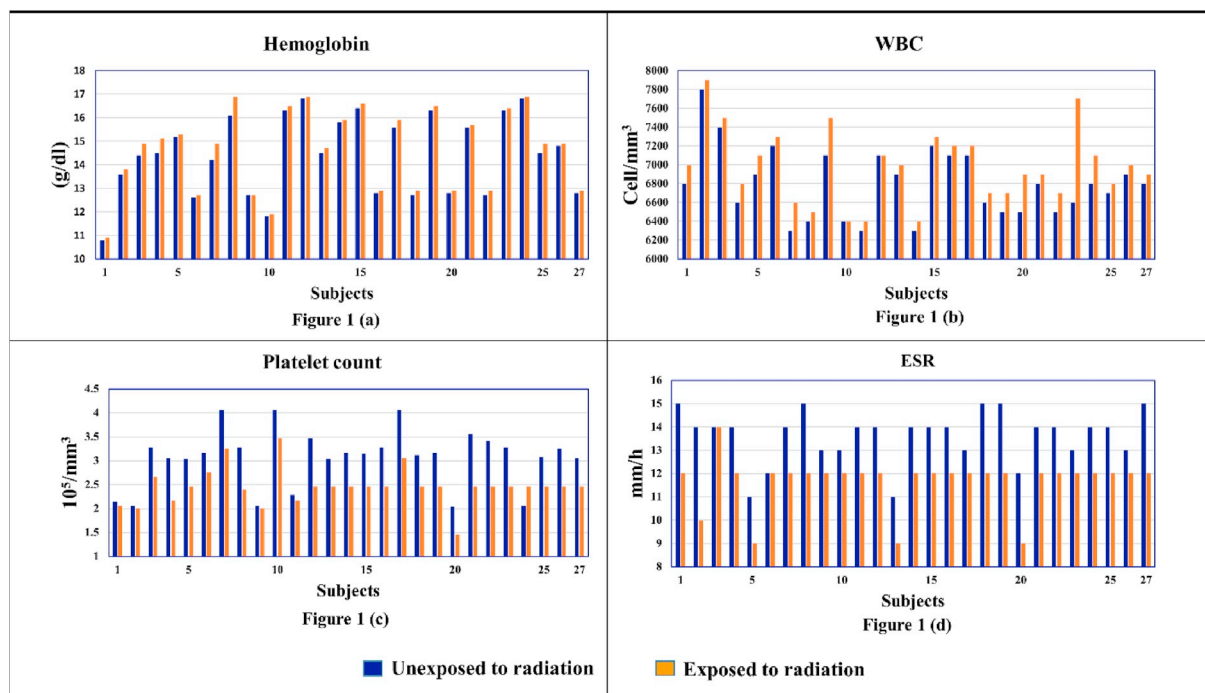 Hemoglobin
(g/dl)
18
17
16
15
14
13
12
11
10
1 5 10 15 20 25 27
Subjects
Figure 1 (a)
WBC
Cell/mm³
8000
7800
7600
7400
7200
7000
6800
6600
6400
6200
6000
1 5 10 15 20 25 27
Subjects
Figure 1 (b)
Platelet count
10⁵/mm³
4.5
4
3.5
3
2.5
2
1.5
1
1 5 10 15 20 25 27
Subjects
Figure 1 (c)
ESR
mm/h
16
15
14
13
12
11
10
9
8
1 5 10 15 20 25 27
Subjects
Figure 1 (d)
Unexposed to radiation
Exposed to radiation